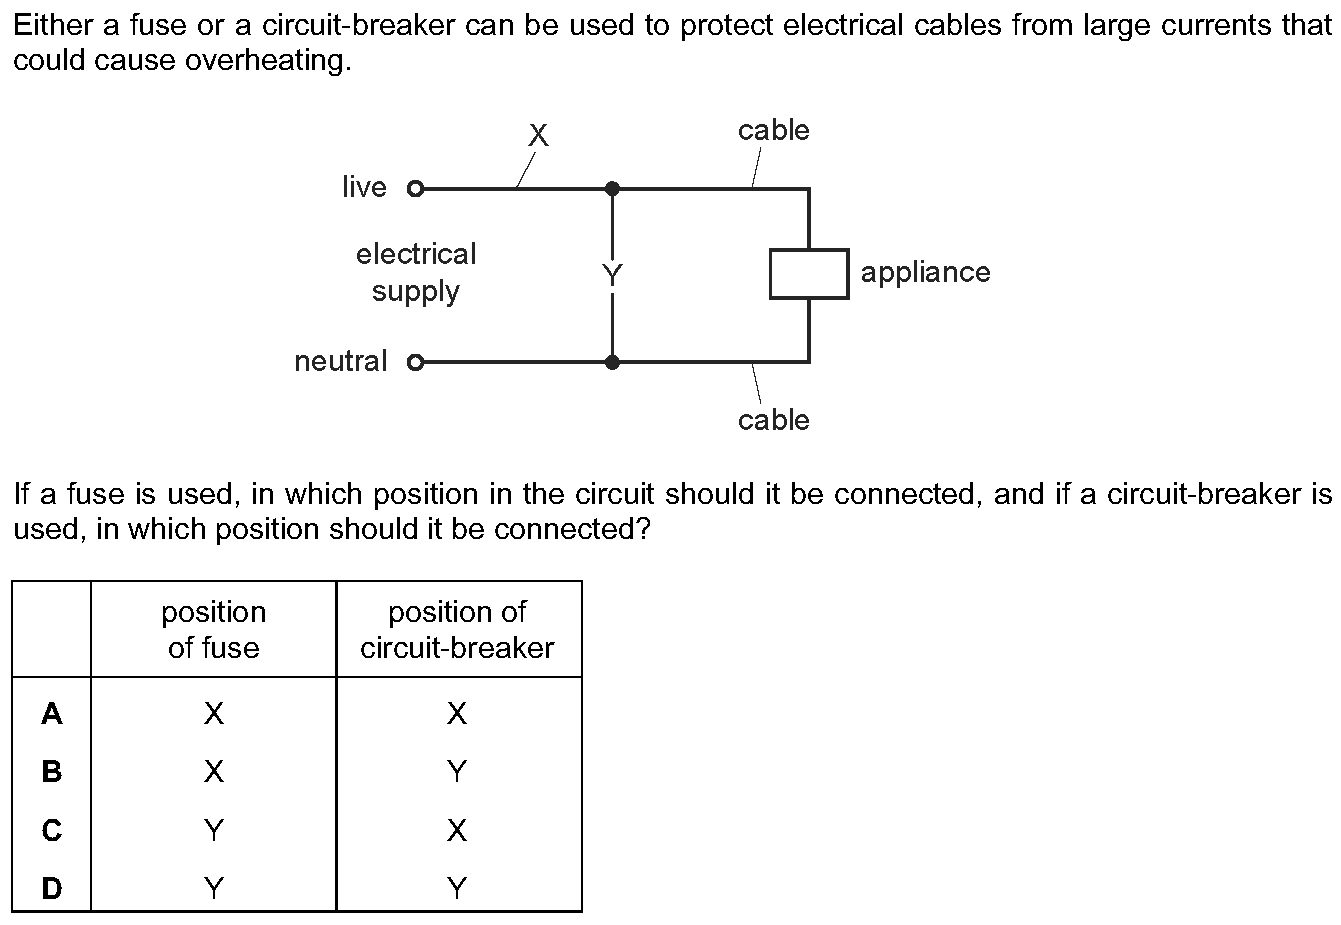 Either a fuse or a circuit-breaker can be used to protect electrical cables from large currents that
could cause overheating.
X
cable
live
electrical
supply
Y
appliance
neutral
cable
If a fuse is used, in which position in the circuit should it be connected, and if a circuit-breaker is
used, in which position should it be connected?
position
of fuse
position of
circuit-breaker
A X X
B X Y
C Y X
D Y Y